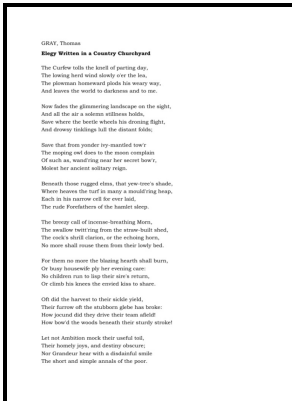 GRAY, Thomas
Elegy Written in a Country Churchyard
The Curfew tolls the knell of parting day,
The lowing herd wind slowly o'er the lea,
The plowman homeward plods his weary way,
And leaves the world to darkness and to me.
Now fades the glimmering landscape on the sight,
And all the air a solemn stillness holds,
Save where the beetle wheels his droning flight,
And drowsy tinklings lull the distant folds;
Save that from yonder ivy-mantled tow'r
The moping owl does to the moon complain
Of such as, wand'ring near her secret bow'r,
Molest her ancient solitary reign.
Beneath those rugged elms, that yew-tree's shade,
Where heaves the turf in many a mould'ring heap,
Each in his narrow cell for ever laid,
The rude Forefathers of the hamlet sleep.
The breezy call of incense-breathing Morn,
The swallow twitt'ring from the straw-built shed,
The cock's shrill clarion, or the echoing horn,
No more shall rouse them from their lowly bed.
For them no more the blazing hearth shall burn,
Or busy housewife ply her evening care:
No children run to lisp their sire's return,
Or climb his knees the envied kiss to share.
Oft did the harvest to their sickle yield,
Their furrow oft the stubborn glebe has broke:
How jocund did they drive their team afield!
How bow'd the woods beneath their sturdy stroke!
Let not Ambition mock their useful toil,
Their homely joys, and destiny obscure;
Nor Grandeur hear with a disdainful smile
The short and simple annals of the poor.